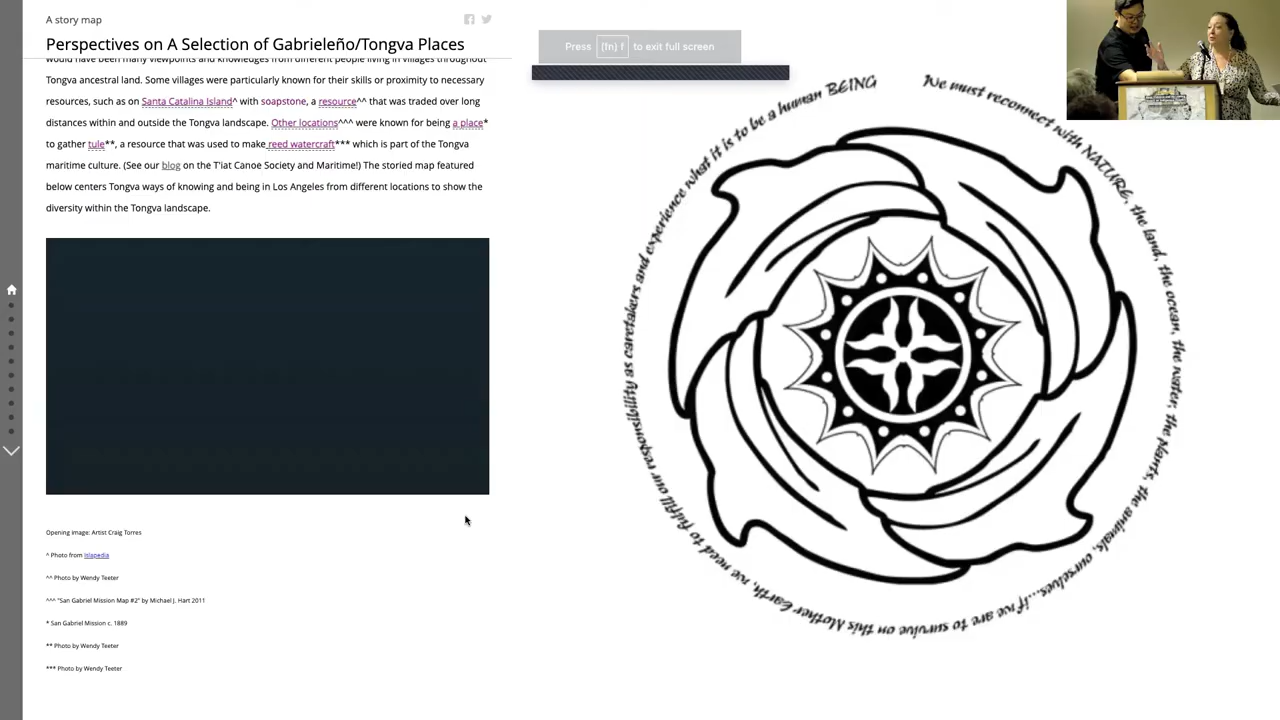 A story map
Perspectives on A Selection of Gabrieleño/Tongva Places
would have been many viewpoints and knowledges from different people living in villages throughout
Tongva ancestral land. Some villages were particularly known for their skills or proximity to necessary
resources, such as on Santa Catalina Island^ with soapstone, a resource^^ that was traded over long
distances within and outside the Tongva landscape. Other locations^^^ were known for being a place*
to gather tule**, a resource that was used to make reed watercraft*** which is part of the Tongva
maritime culture. (See our blog on the T'iat Canoe Society and Maritime!) The storied map featured
below centers Tongva ways of knowing and being in Los Angeles from different locations to show the
diversity within the Tongva landscape.
Opening image: Artist Craig Torres
^ Photo from Islapedia
^^ Photo by Wendy Teeter
^^^ "San Gabriel Mission Map #2" by Michael J. Hart 2011
* San Gabriel Mission c. 1889
** Photo by Wendy Teeter
*** Photo by Wendy Teeter
Press (fn) f to exit full screen
We must reconnect with NATURE, the land, the ocean, the water, the plants, the animals, ourselves...if we are to survive on this Mother Earth, we need to fulfill our responsibility as caretakers and experience what it is to be a human BEING